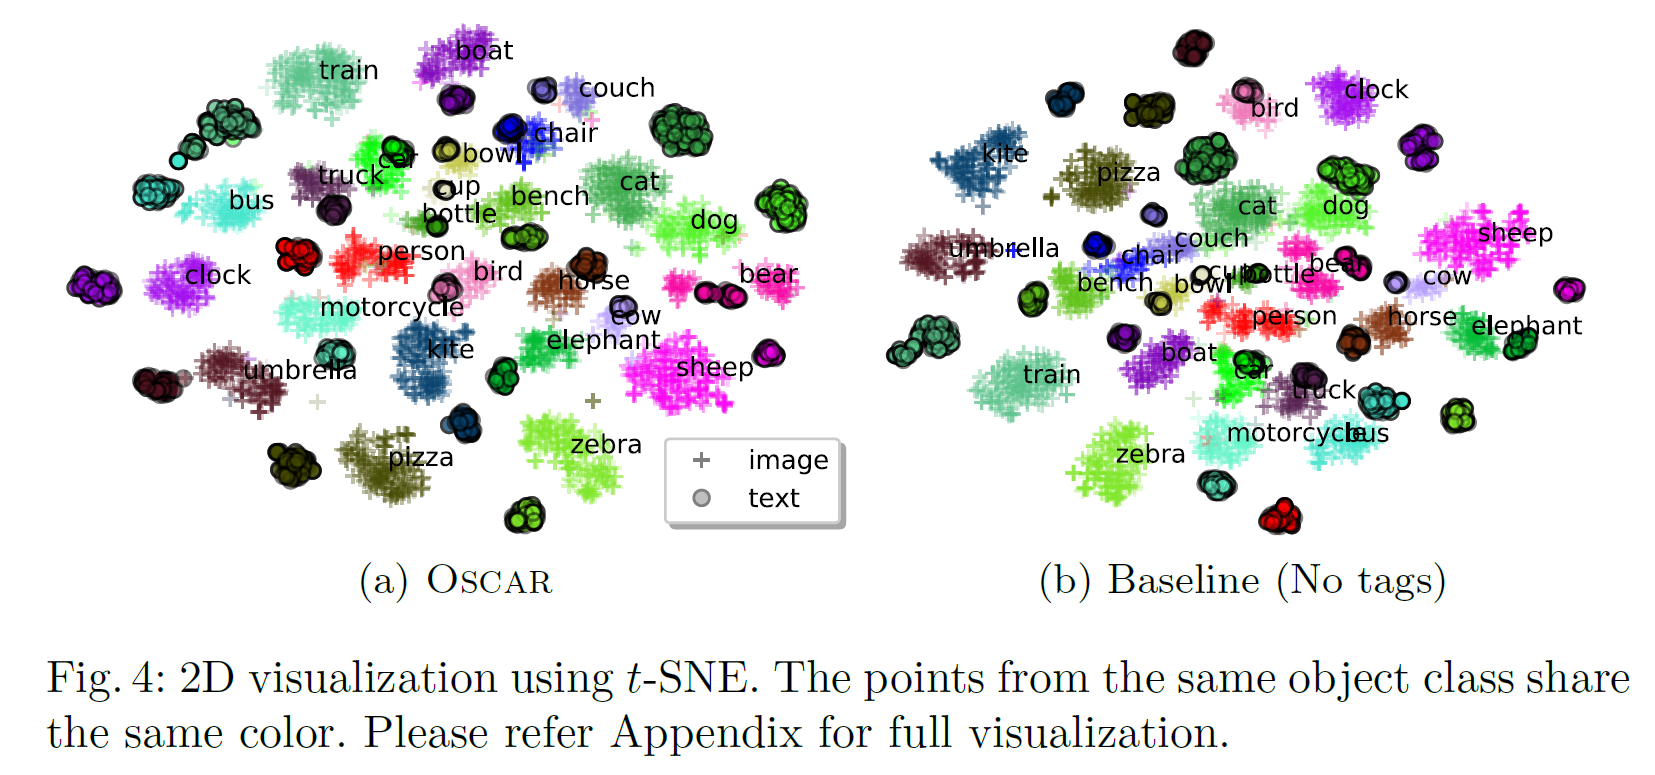 boat
train
couch
chair
car
bowl
truck
cup
cat
bus
bench
bottle
dog
person
clock
bird
horse
bear
motorcycle
cow
kite
elephant
umbrella
sheep
pizza
zebra
image
text
clock
bird
kite
pizza
cat
dog
umbrella
couch
sheep
chair
bear
bench
bowl
cup
bottle
cow
person
horse
elephant
boat
train
car
truck
motorcycle
bus
zebra
(a) OSCAR
(b) Baseline (No tags)
Fig. 4: 2D visualization using t-SNE. The points from the same object class share
the same color. Please refer Appendix for full visualization.